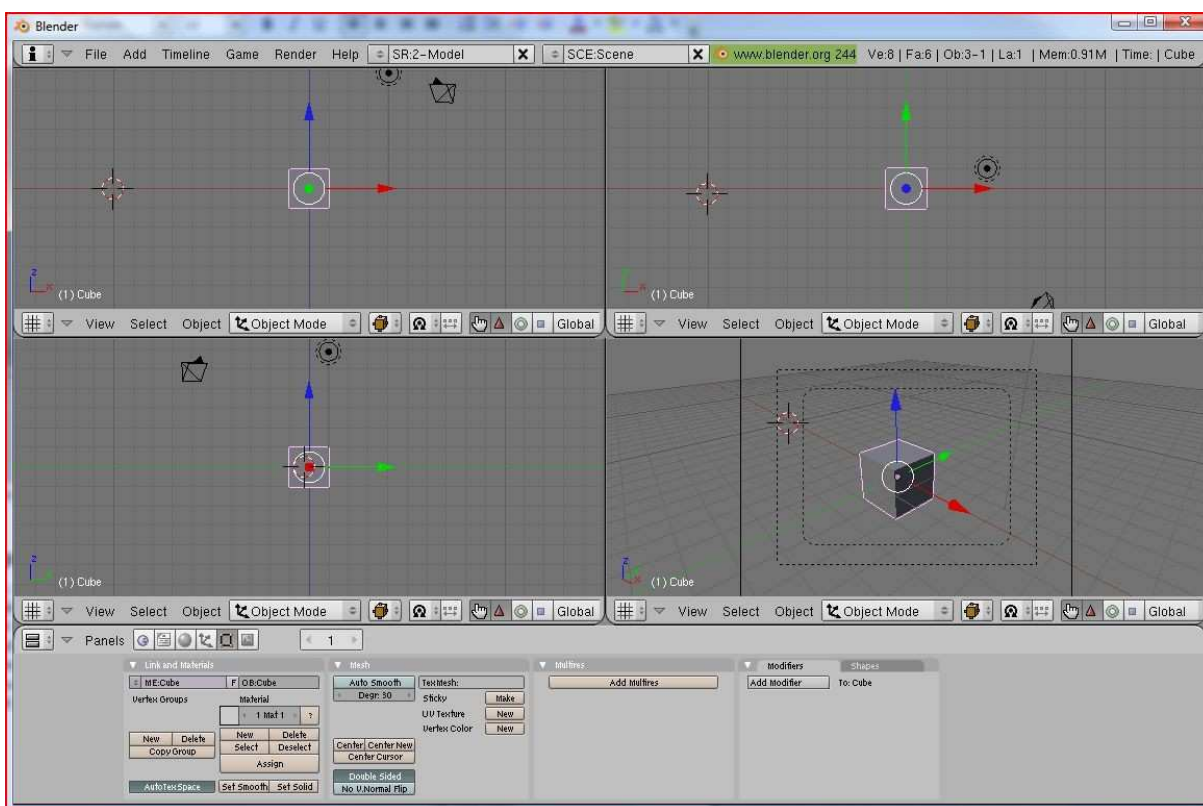 Blender
File Add Timeline Game Render Help SR:2-Model X SCE:Scene X www.blender.org 244 Ve:8 | Fa:6 | Ob:3-1 | La:1 | Mem:0.91M | Time: | Cube
z
x
(1) Cube
View Select Object Object Mode Global
y
x
(1) Cube
View Select Object Object Mode Global
z
y
(1) Cube
View Select Object Object Mode Global
z
x
(1) Cube
View Select Object Object Mode Global
Panels 1
Link and Materials
ME:Cube F OB:Cube
Vertex Groups Material
1 Mat 1 ?
New Delete New Delete
Copy Group Select Deselect
Assign
AutoTexSpace Set Smooth Set Solid
Mesh
Auto Smooth TexMesh:
Degr: 30 Sticky Make
UV Texture New
Vertex Color New
Center Center New
Center Cursor
Double Sided
No V.Normal Flip
Multires
Add Multires
Modifiers Shapes
Add Modifier To: Cube